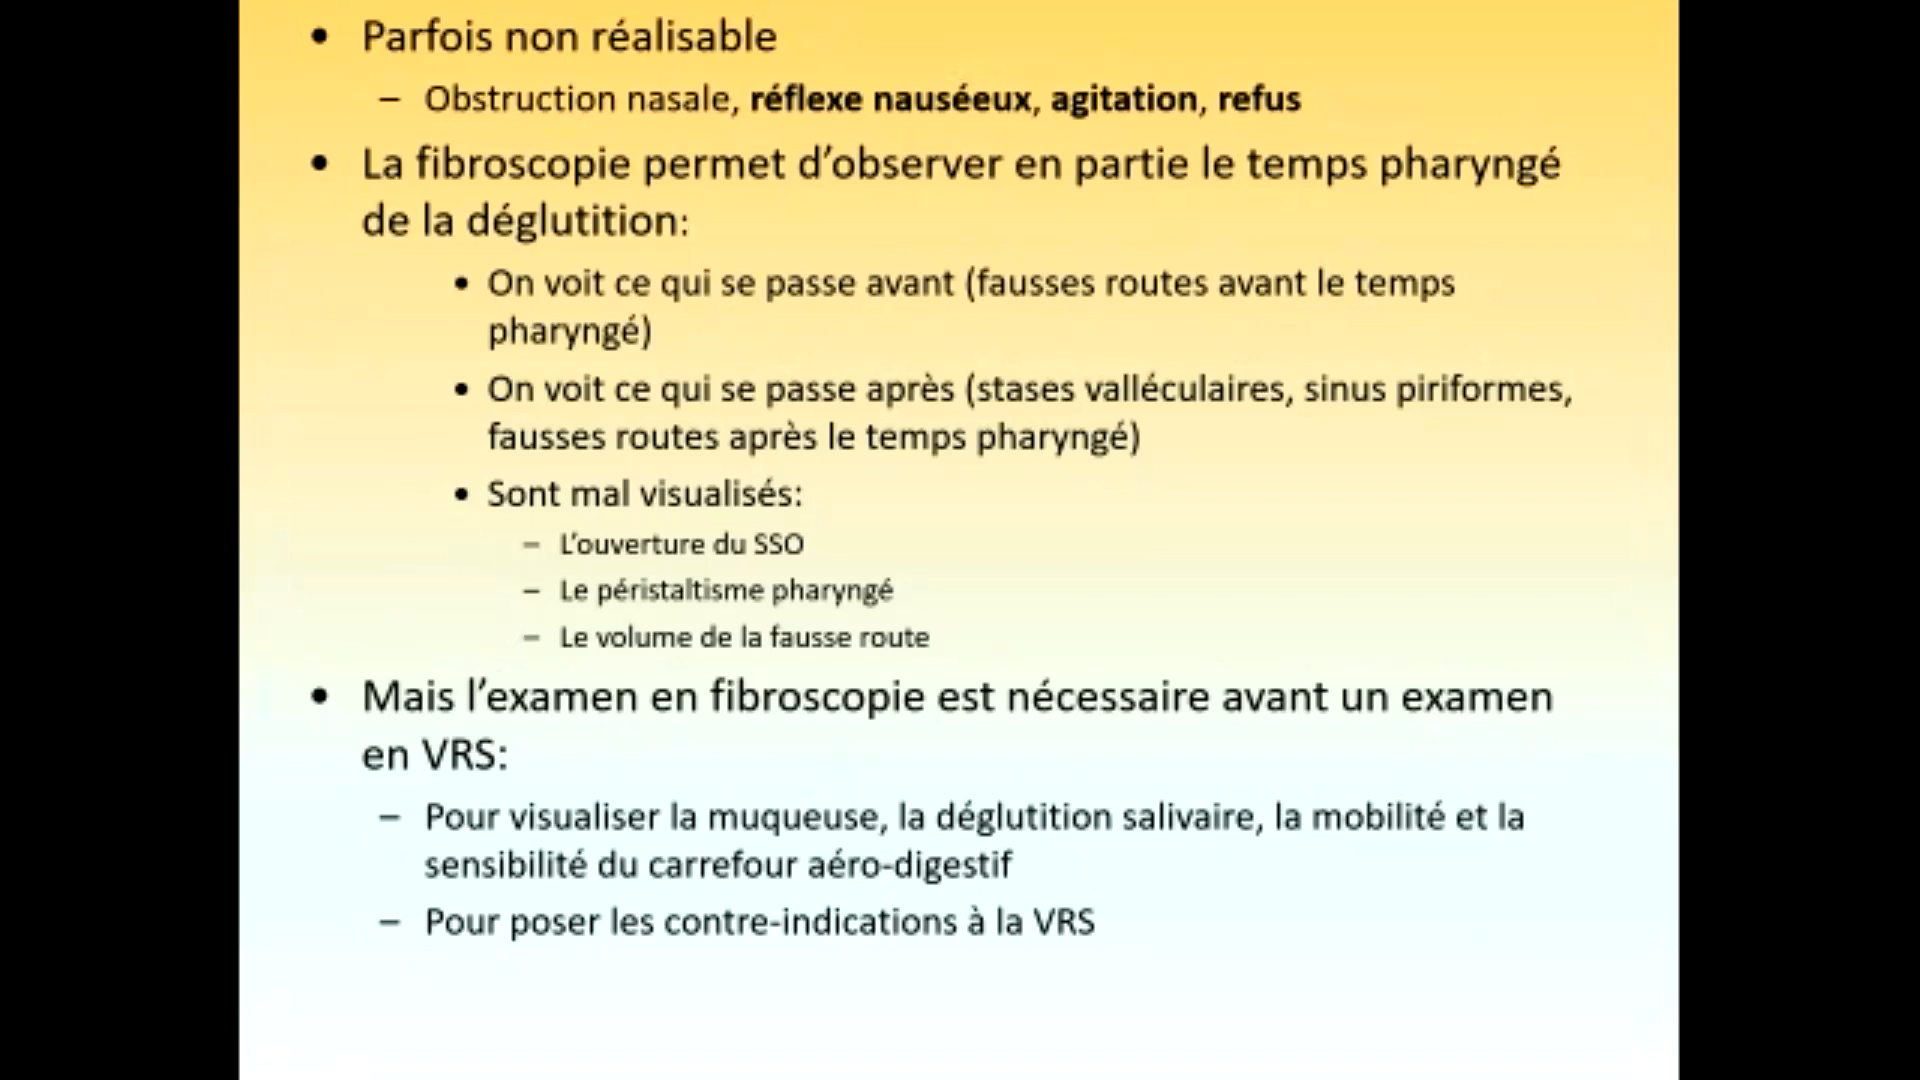 • Parfois non réalisable
– Obstruction nasale, réflexe nauséeux, agitation, refus
• La fibroscopie permet d’observer en partie le temps pharyngé
de la déglutition:
• On voit ce qui se passe avant (fausses routes avant le temps
pharyngé)
• On voit ce qui se passe après (stases valléculaires, sinus piriformes,
fausses routes après le temps pharyngé)
• Sont mal visualisés:
– L’ouverture du SSO
– Le péristaltisme pharyngé
– Le volume de la fausse route
• Mais l’examen en fibroscopie est nécessaire avant un examen
en VRS:
– Pour visualiser la muqueuse, la déglutition salivaire, la mobilité et la
sensibilité du carrefour aéro-digestif
– Pour poser les contre-indications à la VRS